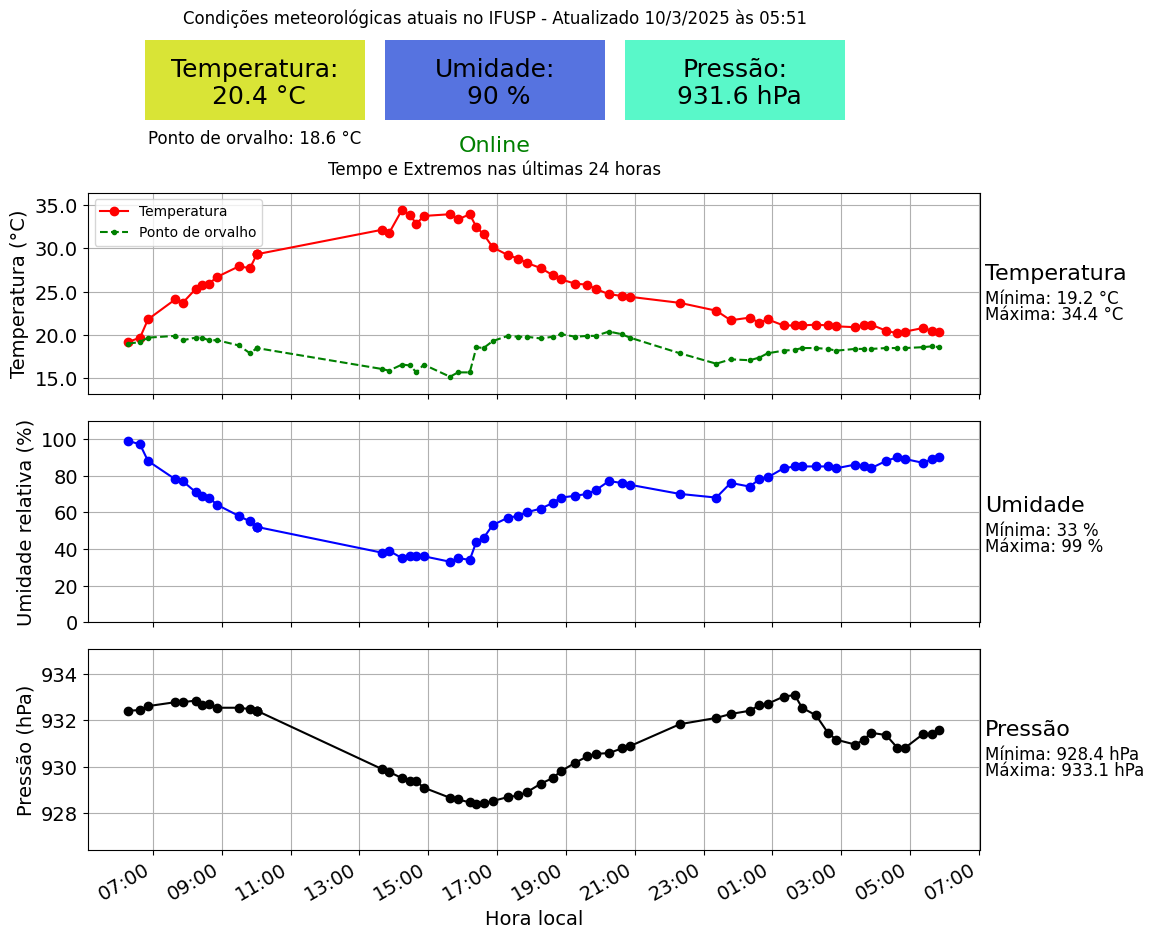 Condições meteorológicas atuais no IFUSP - Atualizado 10/3/2025 às 05:51
Temperatura:
20.4 °C
Umidade:
90 %
Pressão:
931.6 hPa
Ponto de orvalho: 18.6 °C
Online
Tempo e Extremos nas últimas 24 horas
Temperatura (°C)
35.0
30.0
25.0
20.0
15.0
Temperatura
Ponto de orvalho
Temperatura
Mínima: 19.2 °C
Máxima: 34.4 °C
Umidade relativa (%)
100
80
60
40
20
0
Umidade
Mínima: 33 %
Máxima: 99 %
Pressão (hPa)
934
932
930
928
Pressão
Mínima: 928.4 hPa
Máxima: 933.1 hPa
07:00 09:00 11:00 13:00 15:00 17:00 19:00 21:00 23:00 01:00 03:00 05:00 07:00
Hora local